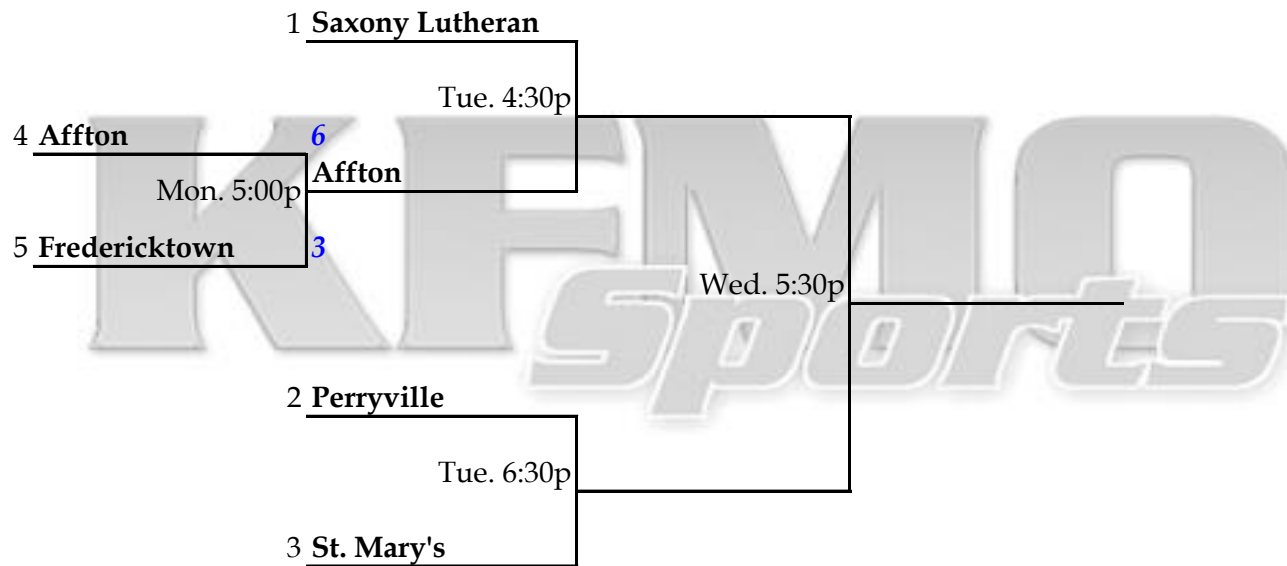 1 Saxony Lutheran
Tue. 4:30p
4 Affton 6
Affton
Mon. 5:00p
5 Fredericktown 3
Wed. 5:30p
2 Perryville
Tue. 6:30p
3 St. Mary's
KFMO
Sports